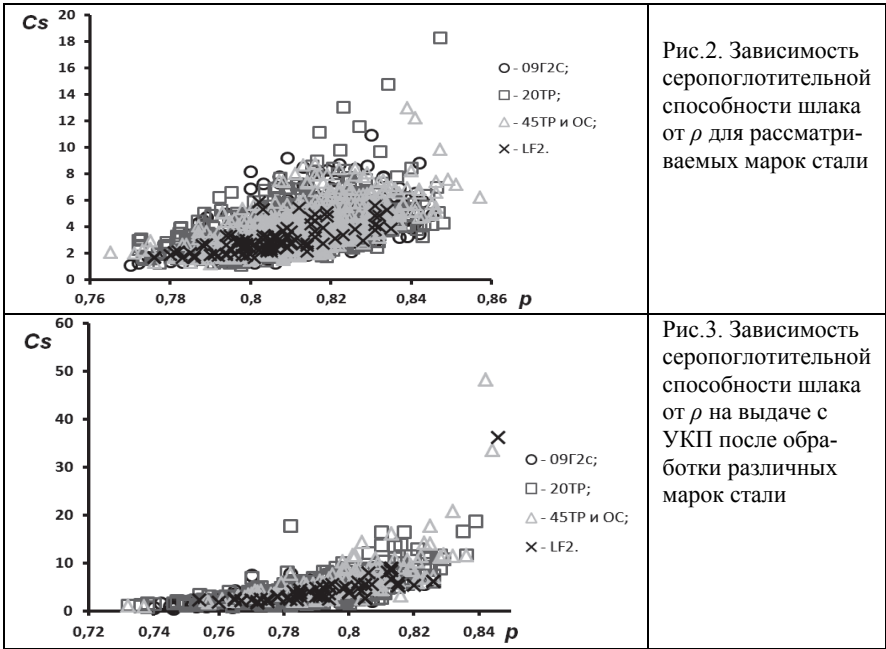 Cs
20
18
16
14
12
10
8
6
4
2
0
0,76 0,78 0,8 0,82 0,84 0,86
p
- 09Г2С;
- 20ТР;
- 45ТР и ОС;
- LF2.
Рис.2. Зависимость
серопоглотительной
способности шлака
от ρ для рассматри-
ваемых марок стали
Cs
60
50
40
30
20
10
0
0,72 0,74 0,76 0,78 0,8 0,82 0,84
p
- 09Г2с;
- 20ТР;
- 45ТР и ОС;
- LF2.
Рис.3. Зависимость
серопоглотительной
способности шлака
от ρ на выдаче с
УКП после обра-
ботки различных
марок стали